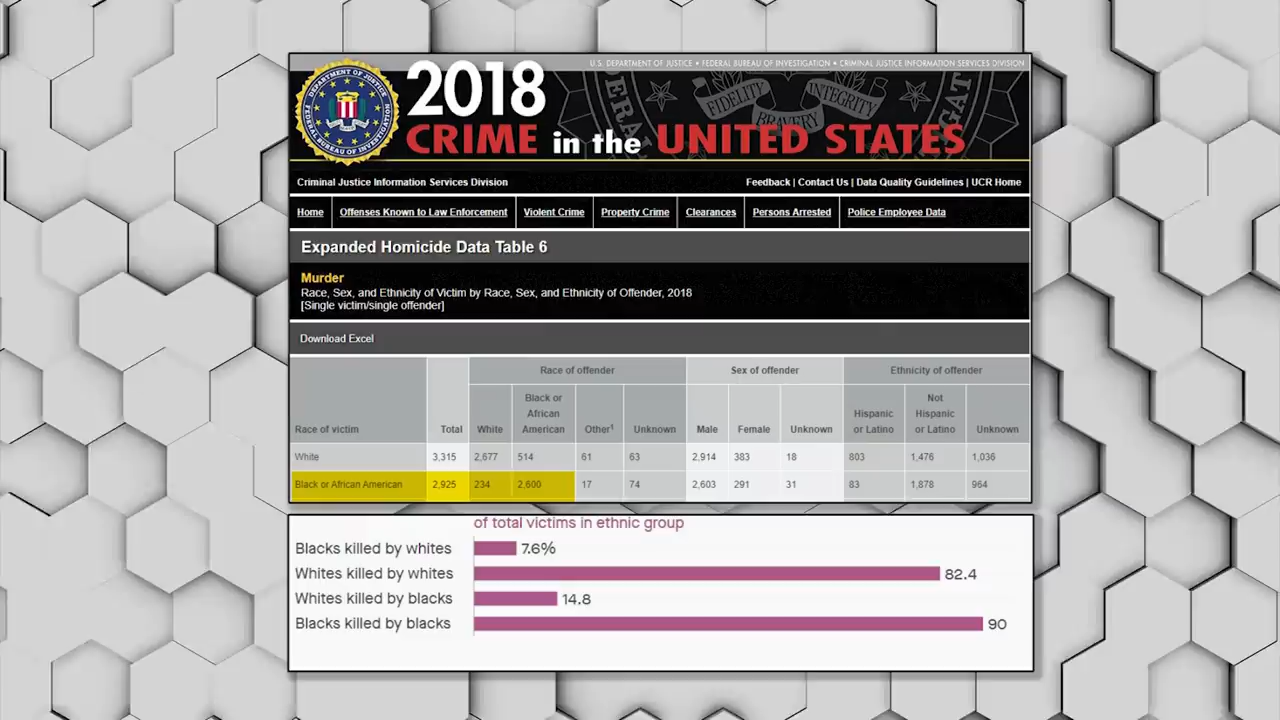 U.S. DEPARTMENT OF JUSTICE • FEDERAL BUREAU OF INVESTIGATION • CRIMINAL JUSTICE INFORMATION SERVICES DIVISION
DEPARTMENT OF JUSTICE
FEDERAL BUREAU OF INVESTIGATION
2018
CRIME in the UNITED STATES
FIDELITY
BRAVERY
INTEGRITY
Criminal Justice Information Services Division
Feedback | Contact Us | Data Quality Guidelines | UCR Home
Home Offenses Known to Law Enforcement Violent Crime Property Crime Clearances Persons Arrested Police Employee Data
Expanded Homicide Data Table 6
Murder
Race, Sex, and Ethnicity of Victim by Race, Sex, and Ethnicity of Offender, 2018
[Single victim/single offender]
Download Excel
Race of offender Sex of offender Ethnicity of offender
Race of victim Total White Black or African American Other1 Unknown Male Female Unknown Hispanic or Latino Not Hispanic or Latino Unknown
White 3,315 2,677 514 61 63 2,914 383 18 803 1,476 1,036
Black or African American 2,925 234 2,600 17 74 2,603 291 31 83 1,878 964
of total victims in ethnic group
Blacks killed by whites 7.6%
Whites killed by whites 82.4
Whites killed by blacks 14.8
Blacks killed by blacks 90